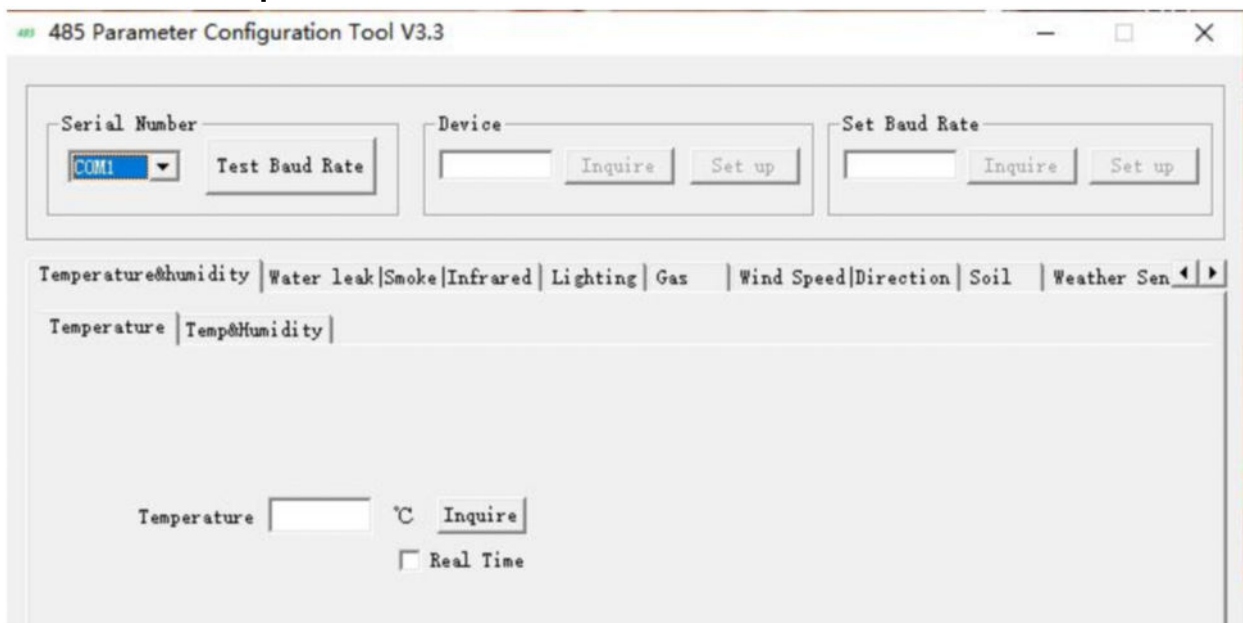 485 Parameter Configuration Tool V3.3
Serial Number
COM1
Test Baud Rate
Device
Inquire
Set up
Set Baud Rate
Inquire
Set up
Temperature&humidity
Water leak|Smoke|Infrared
Lighting
Gas
Wind Speed|Direction
Soil
Weather Sen
Temperature
Temp&Humidity
Temperature
℃
Inquire
Real Time